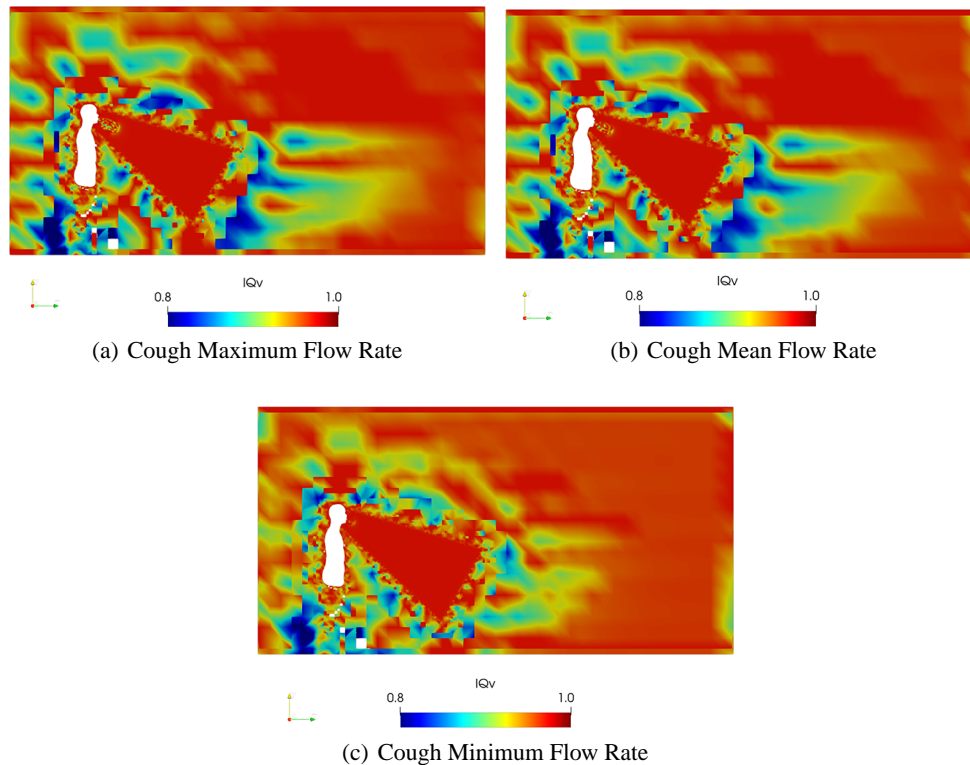 IQv
0.8 1.0
(a) Cough Maximum Flow Rate
IQv
0.8 1.0
(b) Cough Mean Flow Rate
IQv
0.8 1.0
(c) Cough Minimum Flow Rate